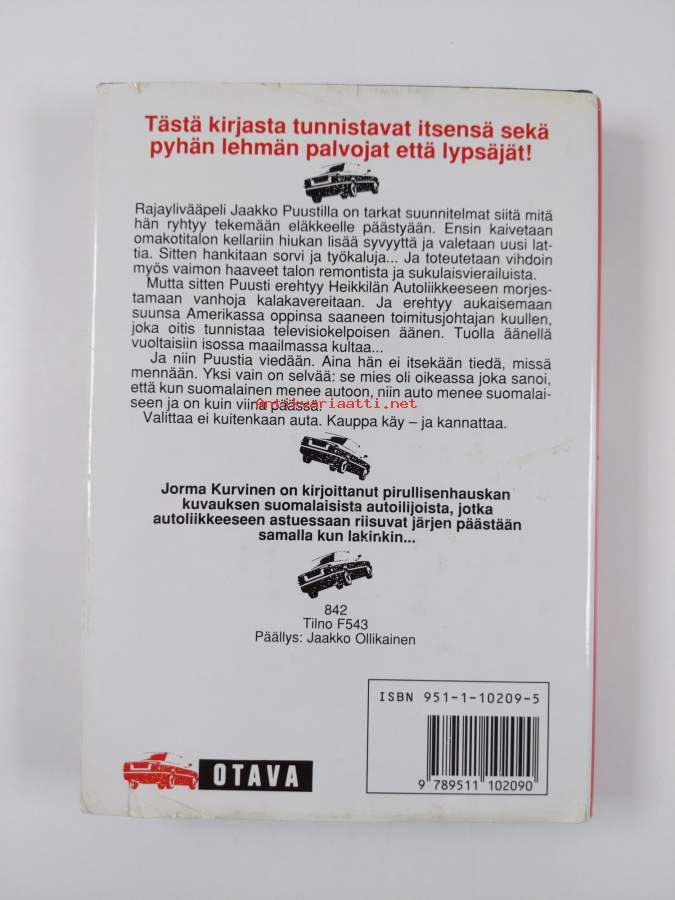 Tästä kirjasta tunnistavat itsensä sekä
pyhän lehmän palvojat että lypsäjät!
Rajaylivääpeli Jaakko Puustilla on tarkat suunnitelmat siitä mitä
hän ryhtyy tekemään eläkkeelle päästyään. Ensin kaivetaan
omakotitalon kellariin hiukan lisää syvyyttä ja valetaan uusi lat-
tia. Sitten hankitaan sorvi ja työkaluja... Ja toteutetaan vihdoin
myös vaimon haaveet talon remontista ja sukulaisvierailuista.
Mutta sitten Puusti erehtyy Heikkilän Autoliikkeeseen morjes-
tamaan vanhoja kalakavereitaan. Ja erehtyy aukaisemaan
suunsa Amerikassa oppinsa saaneen toimitusjohtajan kuullen,
joka oitis tunnistaa televisiokelpoisen äänen. Tuolla äänellä
vuoltaisiin isossa maailmassa kultaa...
Ja niin Puustia viedään. Aina hän ei itsekään tiedä, missä
mennään. Yksi vain on selvää: se mies oli oikeassa joka sanoi,
että kun suomalainen menee autoon, niin auto menee suomalai-
seen ja on kuin viina päässä!
Antikvariaatti.net
Valittaa ei kuitenkaan auta. Kauppa käy – ja kannattaa.
Jorma Kurvinen on kirjoittanut pirullisenhauskan
kuvauksen suomalaisista autoilijoista, jotka
autoliikkeeseen astuessaan riisuvat järjen päästään
samalla kun lakinkin...
842
Tilno F543
Päällys: Jaakko Ollikainen
ISBN 951-1-10209-5
OTAVA
9 789511 102090